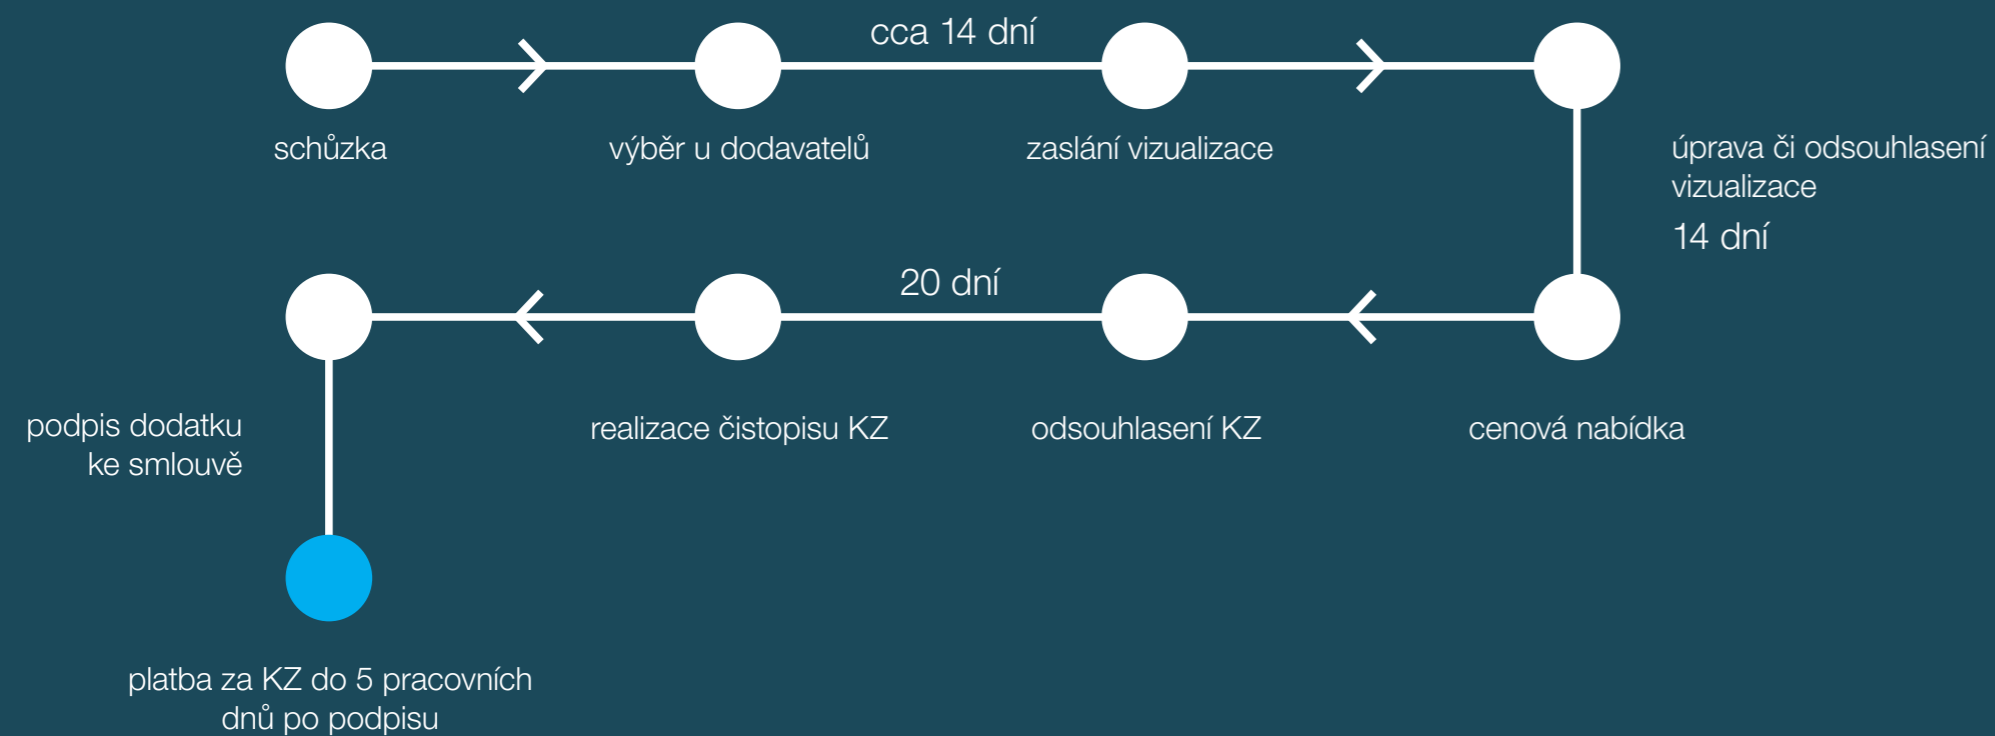 cca 14 dní
schůzka
výběr u dodavatelů
zaslání vizualizace
úprava či odsouhlasení
vizualizace
14 dní
20 dní
podpis dodatku
ke smlouvě
realizace čistopisu KZ
odsouhlasení KZ
cenová nabídka
platba za KZ do 5 pracovních
dnů po podpisu